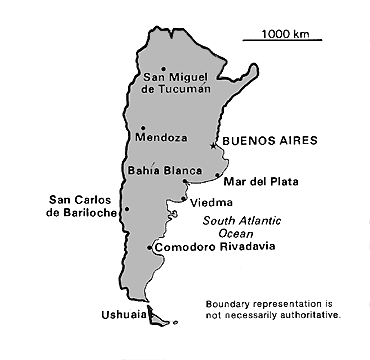 1000 km
San Miguel
de Tucumán
Mendoza
BUENOS AIRES
Bahía Blanca
Mar del Plata
San Carlos
de Bariloche
Viedma
South Atlantic
Ocean
Comodoro Rivadavia
Ushuaia
Boundary representation is
not necessarily authoritative.